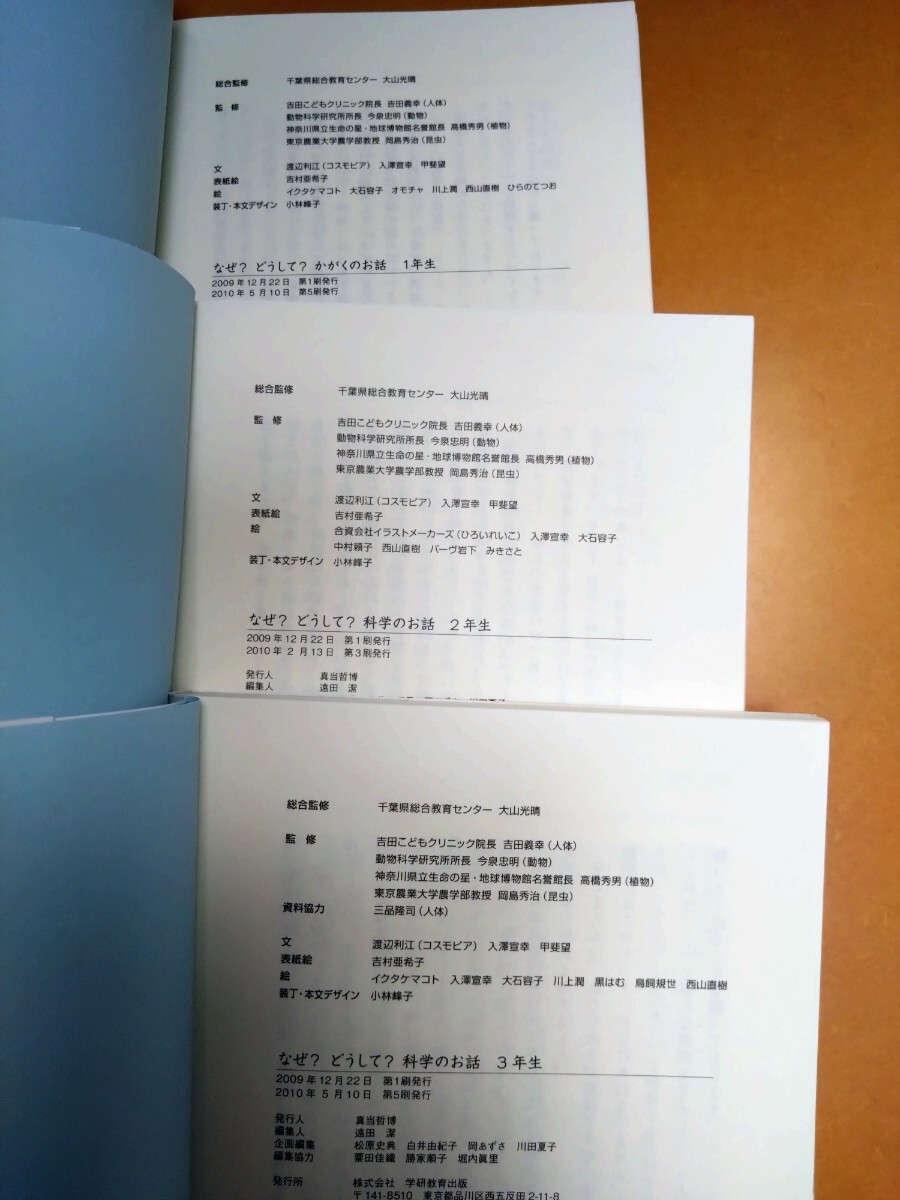 総合監修 千葉県総合教育センター 大山光晴
監修 吉田こどもクリニック院長 吉田義幸（人体）
動物科学研究所所長 今泉忠明（動物）
神奈川県立生命の星・地球博物館名誉館長 高橋秀男（植物）
東京農業大学農学部教授 岡島秀治（昆虫）
文 渡辺利江（コスモピア） 入澤宣幸 甲斐望
表紙絵 吉村亜希子
絵 イクタケマコト 大石容子 オモチャ 川上潤 西山直樹 ひらのてつお
装丁・本文デザイン 小林峰子
なぜ？ どうして？ かがくのお話 1年生
2009年12月22日 第1刷発行
2010年 5月10日 第5刷発行
総合監修 千葉県総合教育センター 大山光晴
監修 吉田こどもクリニック院長 吉田義幸（人体）
動物科学研究所所長 今泉忠明（動物）
神奈川県立生命の星・地球博物館名誉館長 高橋秀男（植物）
東京農業大学農学部教授 岡島秀治（昆虫）
文 渡辺利江（コスモピア） 入澤宣幸 甲斐望
表紙絵 吉村亜希子
絵 合資会社イラストメーカーズ（ひろいれいこ） 入澤宣幸 大石容子
中村頼子 西山直樹 バーヴ岩下 みきさと
装丁・本文デザイン 小林峰子
なぜ？ どうして？ 科学のお話 2年生
2009年12月22日 第1刷発行
2010年 2月13日 第3刷発行
発行人 真当哲博
編集人 遠田 潔
総合監修 千葉県総合教育センター 大山光晴
監修 吉田こどもクリニック院長 吉田義幸（人体）
動物科学研究所所長 今泉忠明（動物）
神奈川県立生命の星・地球博物館名誉館長 高橋秀男（植物）
東京農業大学農学部教授 岡島秀治（昆虫）
資料協力 三品隆司（人体）
文 渡辺利江（コスモピア） 入澤宣幸 甲斐望
表紙絵 吉村亜希子
絵 イクタケマコト 入澤宣幸 大石容子 川上潤 黒はむ 鳥飼規世 西山直樹
装丁・本文デザイン 小林峰子
なぜ？ どうして？ 科学のお話 3年生
2009年12月22日 第1刷発行
2010年 5月10日 第5刷発行
発行人 真当哲博
編集人 遠田 潔
企画編集 松原史典 白井由紀子 岡あずさ 川田夏子
編集協力 粟田佳織 勝家順子 堀内眞里
発行所 株式会社 学研教育出版
〒141-8510 東京都品川区西五反田2-11-8